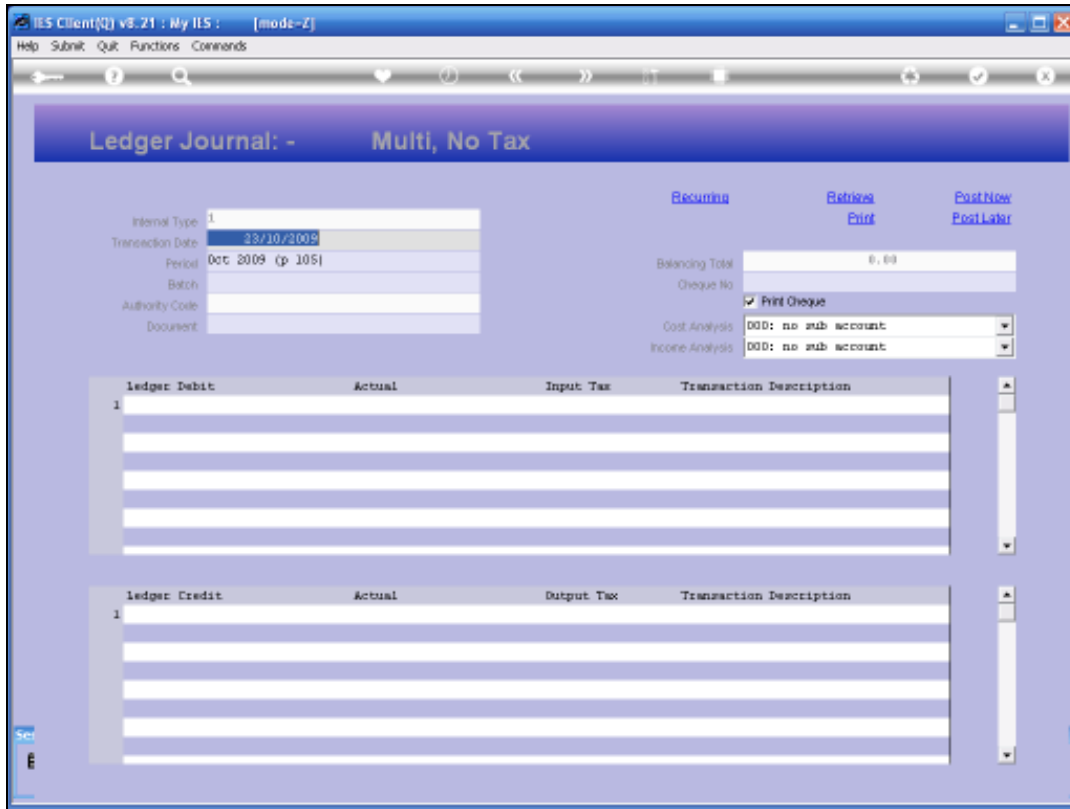 IES Client(Q) v8.21 : My IES : [mode-Z]
Help Submit Quit Functions Commands
Ledger Journal: - Multi, No Tax
Recurring Retrieve Post Now
Print Post Later
Internal Type 1
Transaction Date 23/10/2009
Period Oct 2009 (p 105)
Batch
Authority Code
Document
Balancing Total 0.00
Cheque No
Print Cheque
Cost Analysis 000: no sub account
Income Analysis 000: no sub account
Ledger Debit Actual Input Tax Transaction Description
1
Ledger Credit Actual Output Tax Transaction Description
1